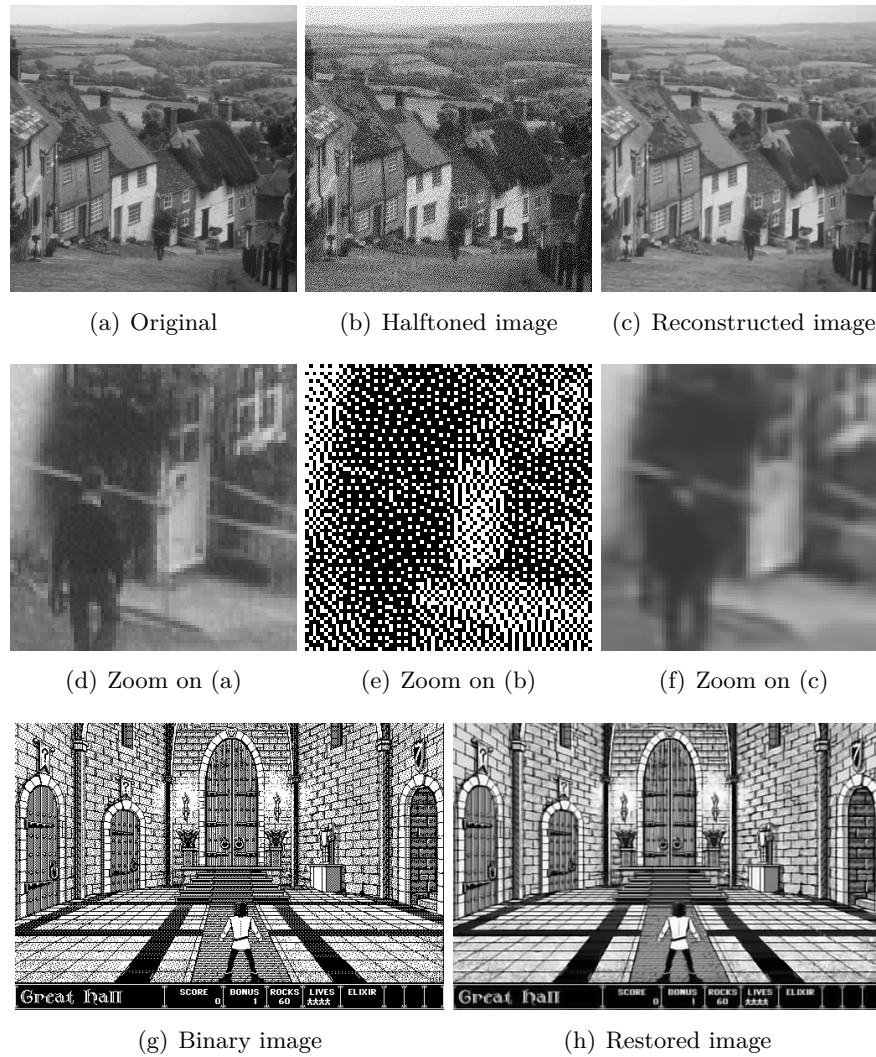 (a) Original
(b) Halftoned image
(c) Reconstructed image
(d) Zoom on (a)
(e) Zoom on (b)
(f) Zoom on (c)
Great Hall SCORE 0 BONUS 1 ROCKS 60 LIVES ELIXIR
Great Hall SCORE 0 BONUS 1 ROCKS 60 LIVES ELIXIR
(g) Binary image
(h) Restored image